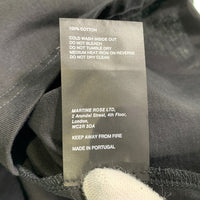 100% COTTON
COLD WASH INSIDE OUT
DO NOT BLEACH
DO NOT TUMBLE DRY
MEDIUM HEAT IRON ON REVERSE
DO NOT DRY CLEAN
MARTINE ROSE LTD,
2 Arundel Street, 4th Floor,
London,
WC2R 3DA
KEEP AWAY FROM FIRE
MADE IN PORTUGAL